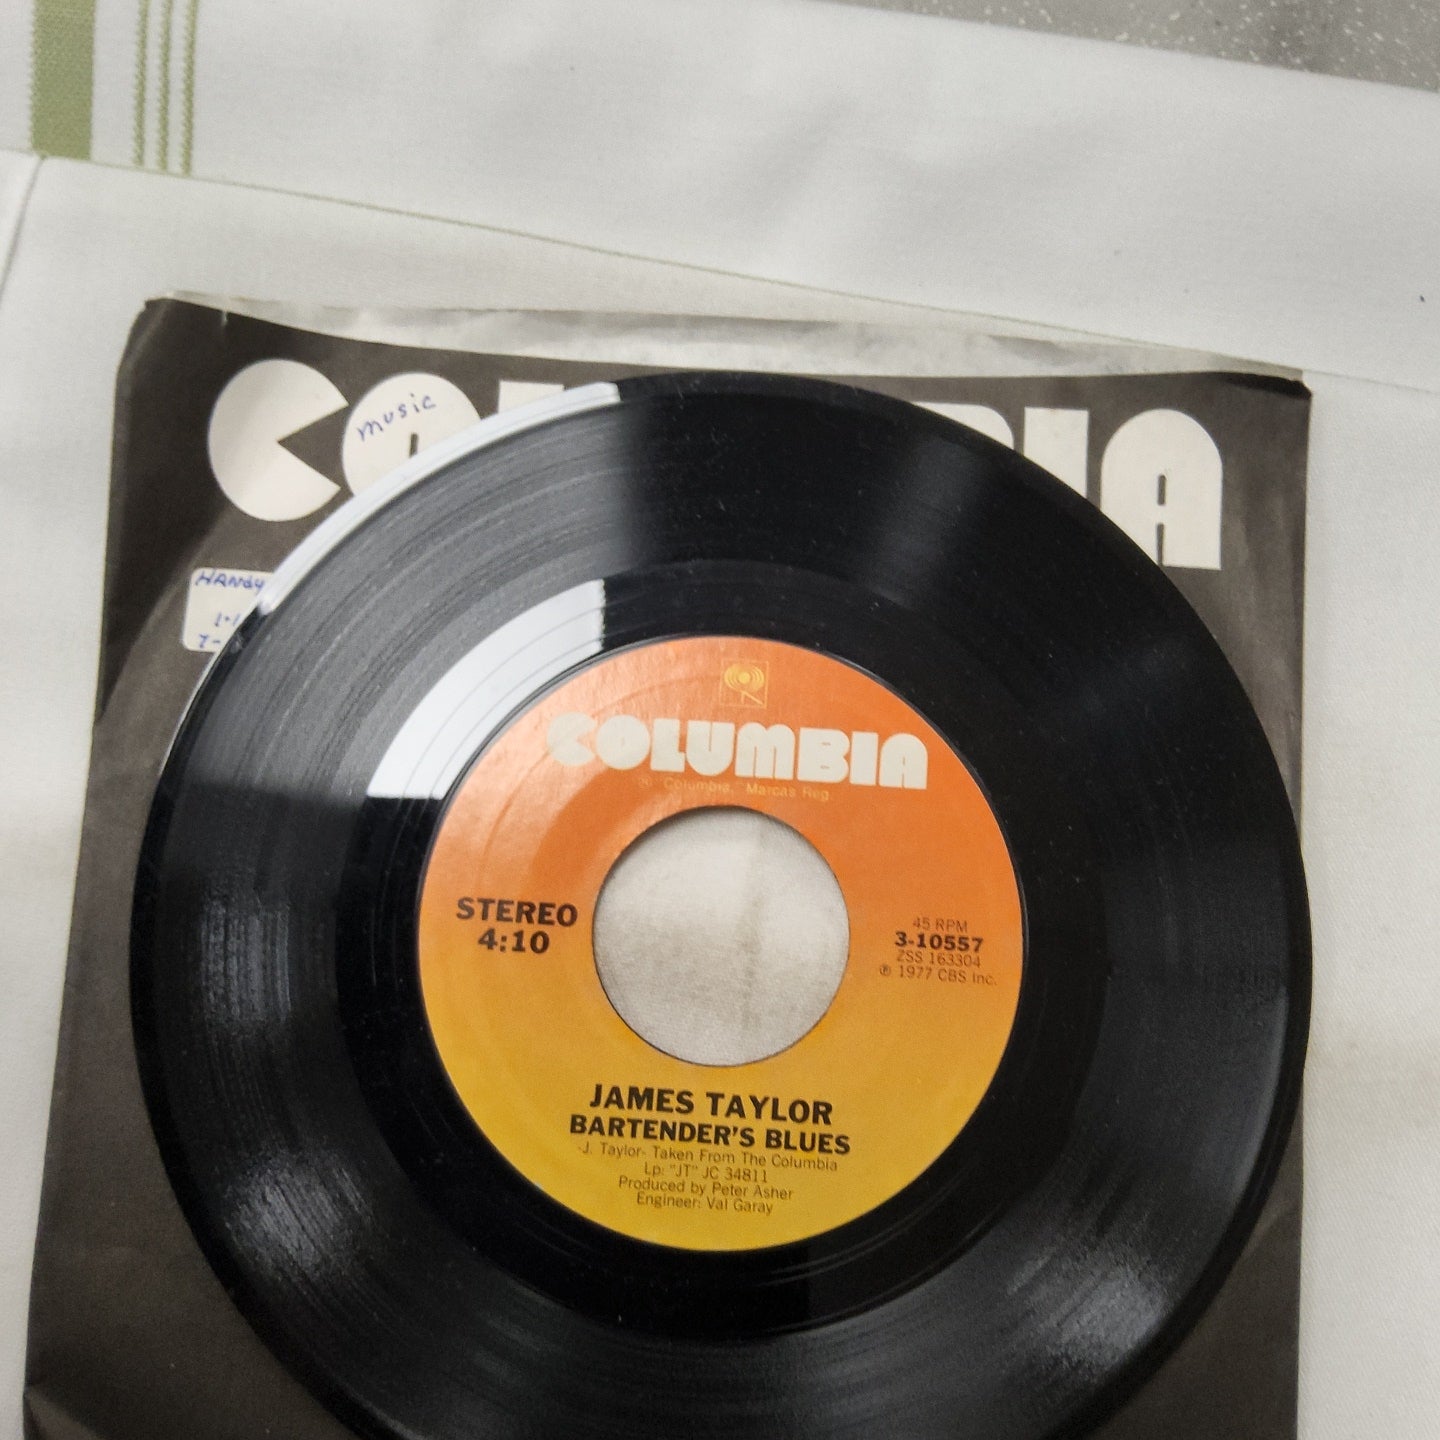 music
HANdy
COLUMBIA
® "Columbia," Marcas Reg.
STEREO
4:10
45 RPM
3-10557
ZSS 163304
℗ 1977 CBS Inc.
JAMES TAYLOR
BARTENDER'S BLUES
-J. Taylor- Taken From The Columbia
Lp: "JT" JC 34811
Produced by Peter Asher
Engineer: Val Garay